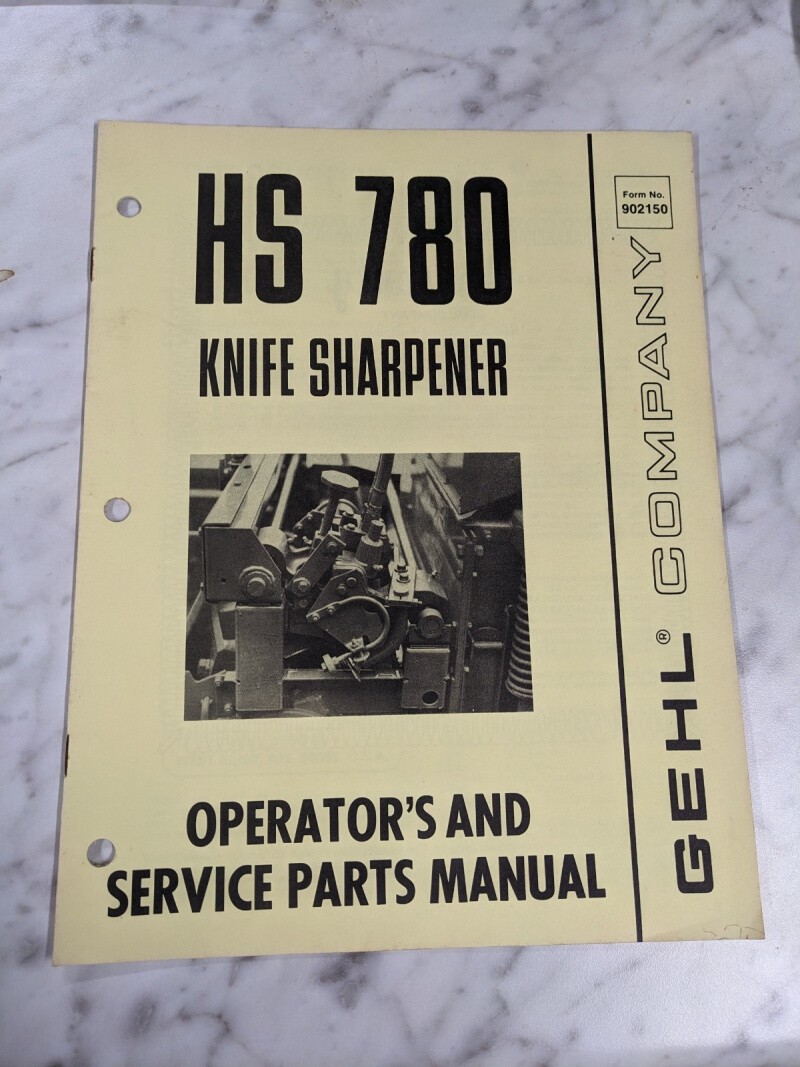 HS 780
KNIFE SHARPENER
OPERATOR'S AND
SERVICE PARTS MANUAL
Form No.
902150
GEHL® COMPANY